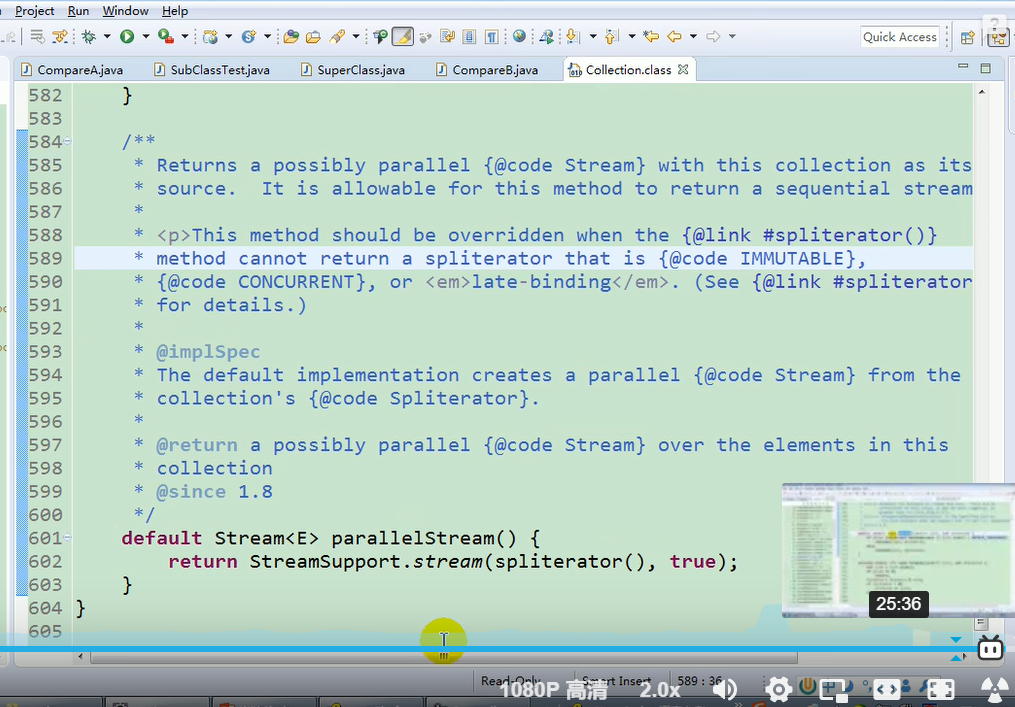 Project Run Window Help
Quick Access
CompareA.java SubClassTest.java SuperClass.java CompareB.java Collection.class
582 }
583
584 /**
585 * Returns a possibly parallel {@code Stream} with this collection as its
586 * source.  It is allowable for this method to return a sequential stream
587 *
588 * <p>This method should be overridden when the {@link #spliterator()}
589 * method cannot return a spliterator that is {@code IMMUTABLE},
590 * {@code CONCURRENT}, or <em>late-binding</em>. (See {@link #spliterator
591 * for details.)
592 *
593 * @implSpec
594 * The default implementation creates a parallel {@code Stream} from the
595 * collection's {@code Spliterator}.
596 *
597 * @return a possibly parallel {@code Stream} over the elements in this
598 * collection
599 * @since 1.8
600 */
601 default Stream<E> parallelStream() {
602 return StreamSupport.stream(spliterator(), true);
603 }
604 }
605
25:36
Read-Only Smart Insert 589 : 36
1080P 高清 2.0x